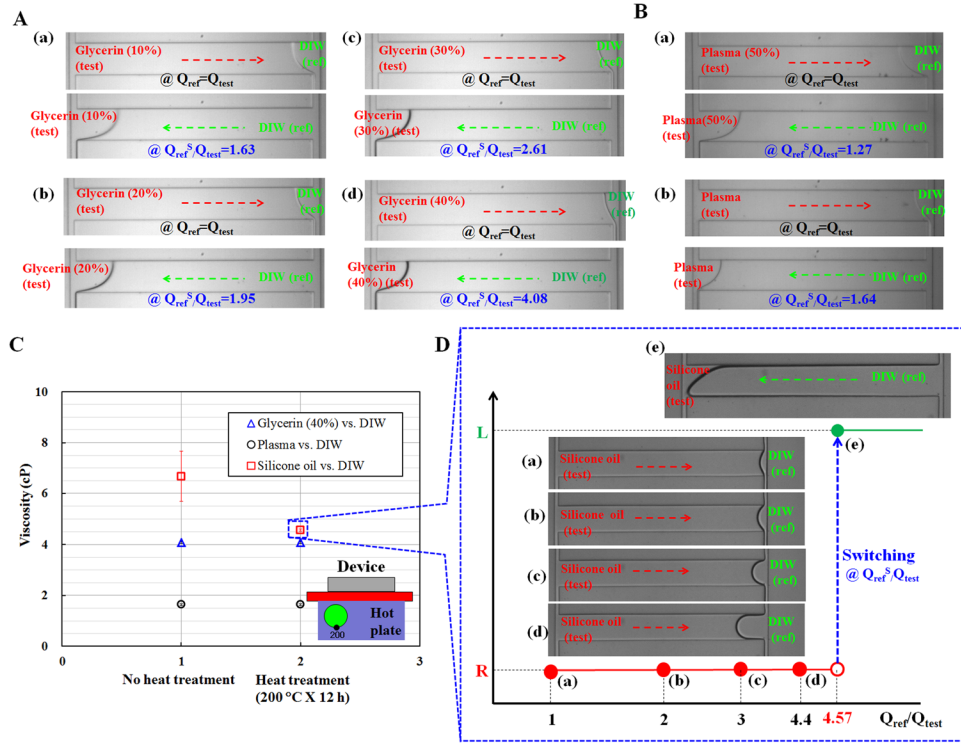 A
(a)
Glycerin (10%)
(test)
DIW
(ref)
@ Qref=Qtest
Glycerin (10%)
(test)
DIW (ref)
@ QrefS/Qtest=1.63
(b)
Glycerin (20%)
(test)
DIW
(ref)
@ Qref=Qtest
Glycerin (20%)
(test)
DIW (ref)
@ QrefS/Qtest=1.95
(c)
Glycerin (30%)
(test)
DIW
(ref)
@ Qref=Qtest
Glycerin
(30%) (test)
DIW (ref)
@ QrefS/Qtest=2.61
(d)
Glycerin (40%)
(test)
DIW
(ref)
@ Qref=Qtest
Glycerin
(40%) (test)
DIW (ref)
@ QrefS/Qtest=4.08
B
(a)
Plasma (50%)
(test)
DIW
(ref)
@ Qref=Qtest
Plasma(50%)
(test)
DIW (ref)
@ QrefS/Qtest=1.27
(b)
Plasma
(test)
DIW
(ref)
@ Qref=Qtest
Plasma
(test)
DIW (ref)
@ QrefS/Qtest=1.64
C
Viscosity (cP)
10
8
6
4
2
0
Glycerin (40%) vs. DIW
Plasma vs. DIW
Silicone oil vs. DIW
Device
Hot
plate
200
0
1
2
3
No heat treatment
Heat treatment
(200 °C X 12 h)
D
(e)
Silicone
oil
(test)
DIW (ref)
L
(e)
(a)
Silicone oil
(test)
DIW
(ref)
(b)
Silicone oil
(test)
DIW
(ref)
(c)
Silicone oil
(test)
DIW
(ref)
(d)
Silicone oil
(test)
DIW
(ref)
Switching
@ QrefS/Qtest
R
(a)
(b)
(c)
(d)
1
2
3
4.4
4.57
Qref/Qtest